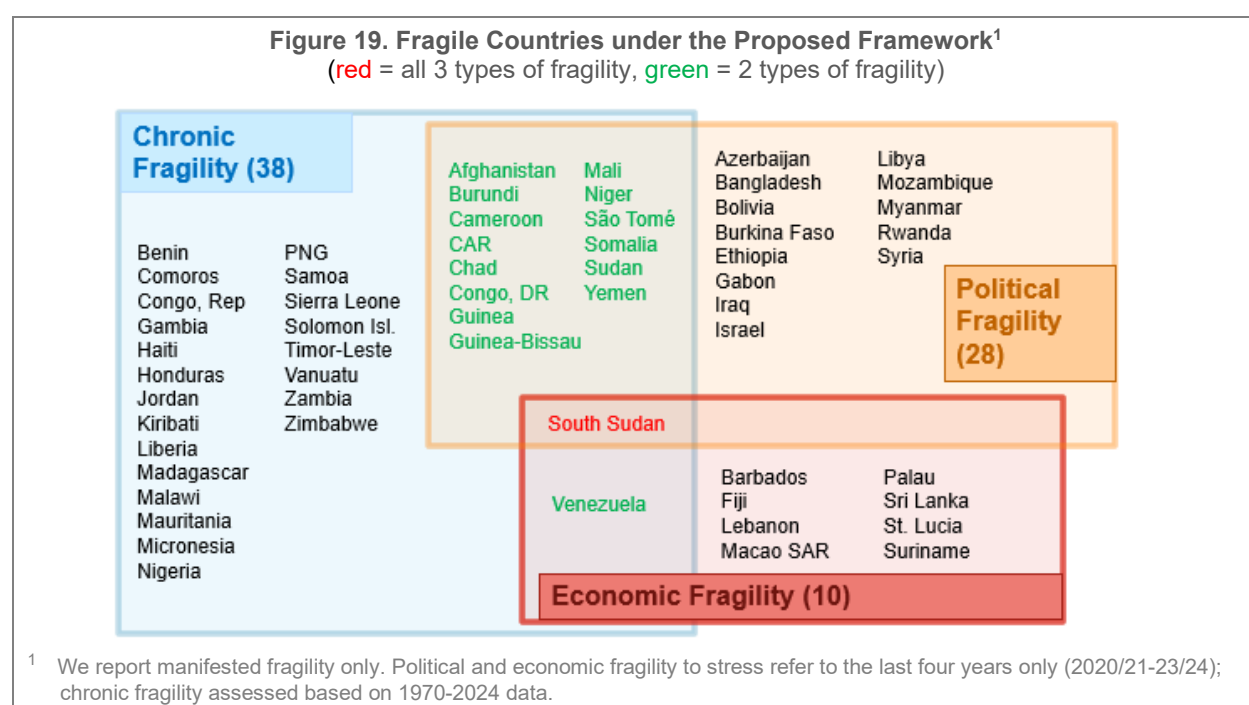 Figure 19. Fragile Countries under the Proposed Framework¹
(red = all 3 types of fragility, green = 2 types of fragility)
Chronic
Fragility (38)
Benin
Comoros
Congo, Rep
Gambia
Haiti
Honduras
Jordan
Kiribati
Liberia
Madagascar
Malawi
Mauritania
Micronesia
Nigeria
PNG
Samoa
Sierra Leone
Solomon Isl.
Timor-Leste
Vanuatu
Zambia
Zimbabwe
Afghanistan
Burundi
Cameroon
CAR
Chad
Congo, DR
Guinea
Guinea-Bissau
Mali
Niger
São Tomé
Somalia
Sudan
Yemen
Azerbaijan
Bangladesh
Bolivia
Burkina Faso
Ethiopia
Gabon
Iraq
Israel
Libya
Mozambique
Myanmar
Rwanda
Syria
Political
Fragility
(28)
South Sudan
Venezuela
Barbados
Fiji
Lebanon
Macao SAR
Palau
Sri Lanka
St. Lucia
Suriname
Economic Fragility (10)
¹ We report manifested fragility only. Political and economic fragility to stress refer to the last four years only (2020/21-23/24);
chronic fragility assessed based on 1970-2024 data.